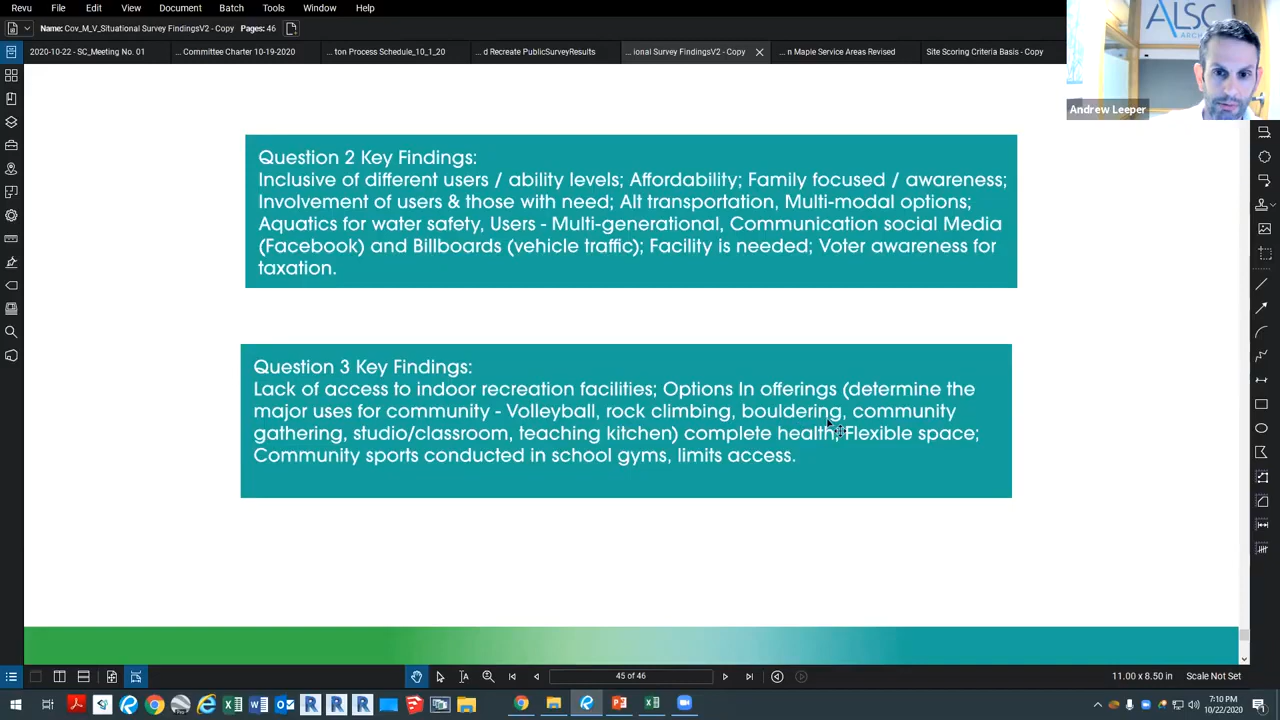 Revu File Edit View Document Batch Tools Window Help
Name: Cov_M_V_Situational Survey FindingsV2 - Copy Pages: 46
2020-10-22 - SC_Meeting No. 01
... Committee Charter 10-19-2020
... ton Process Schedule_10_1_20
... d Recreate PublicSurveyResults
... ional Survey FindingsV2 - Copy
... n Maple Service Areas Revised
Site Scoring Criteria Basis - Copy
ALSC
ARCH
Andrew Leeper
Question 2 Key Findings:
Inclusive of different users / ability levels; Affordability; Family focused / awareness;
Involvement of users & those with need; Alt transportation, Multi-modal options;
Aquatics for water safety, Users - Multi-generational, Communication social Media
(Facebook) and Billboards (vehicle traffic); Facility is needed; Voter awareness for
taxation.
Question 3 Key Findings:
Lack of access to indoor recreation facilities; Options In offerings (determine the
major uses for community - Volleyball, rock climbing, bouldering, community
gathering, studio/classroom, teaching kitchen) complete health Flexible space;
Community sports conducted in school gyms, limits access.
45 of 46
11.00 x 8.50 in Scale Not Set
7:10 PM
10/22/2020